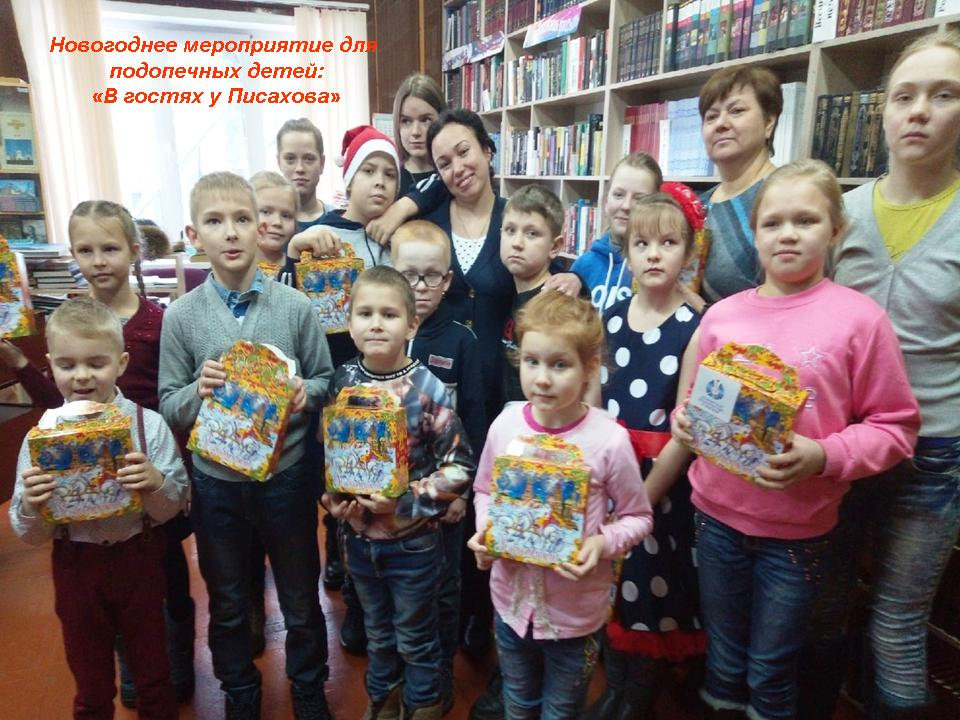 Новогоднее мероприятие для
подопечных детей:
«В гостях у Писахова»